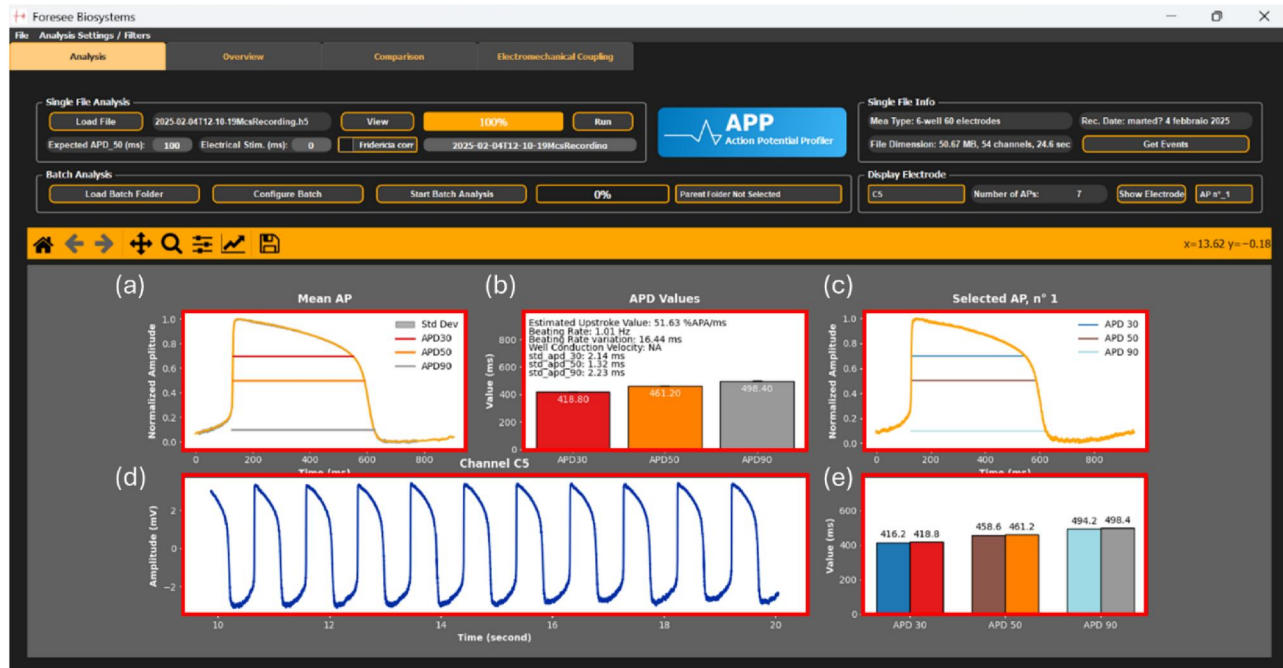 Foresee Biosystems
File Analysis Settings / Filters
Analysis Overview Comparison Electromechanical Coupling
Single File Analysis
Load File 2025-02-04T12-10-19McsRecording.h5 View 100% Run
Expected APD_50 (ms): 100 Electrical Stim. (ms): 0 Fridericia corr 2025-02-04T12-10-19McsRecording
APP
Action Potential Profiler
Single File Info
Mea Type: 6-well 60 electrodes Rec. Date: marted? 4 febbraio 2025
File Dimension: 50.67 MB, 54 channels, 24.6 sec Get Events
Batch Analysis
Load Batch Folder Configure Batch Start Batch Analysis 0% Parent Folder Not Selected
Display Electrode
C5 Number of APs: 7 Show Electrode AP n°_1
x=13.62 y=−0.18
(a)
Mean AP
Normalized Amplitude
1.0
0.8
0.6
0.4
0.2
0.0
Std Dev
APD30
APD50
APD90
0 200 400 600 800
Time (ms)
(b)
APD Values
Value (ms)
800
600
400
200
0
Estimated Upstroke Value: 51.63 %APA/ms
Beating Rate: 1.01 Hz
Beating Rate variation: 16.44 ms
Well Conduction Velocity: NA
std_apd_30: 2.14 ms
std_apd_50: 1.32 ms
std_apd_90: 2.23 ms
418.80 461.20 498.40
APD30 APD50 APD90
(c)
Selected AP, n° 1
Normalized Amplitude
1.0
0.8
0.6
0.4
0.2
0.0
APD 30
APD 50
APD 90
0 200 400 600 800
Time (ms)
(d)
Channel C5
Amplitude (mV)
2
0
−2
10 12 14 16 18 20
Time (second)
(e)
Value (ms)
600
400
200
0
416.2 418.8 458.6 461.2 494.2 498.4
APD 30 APD 50 APD 90